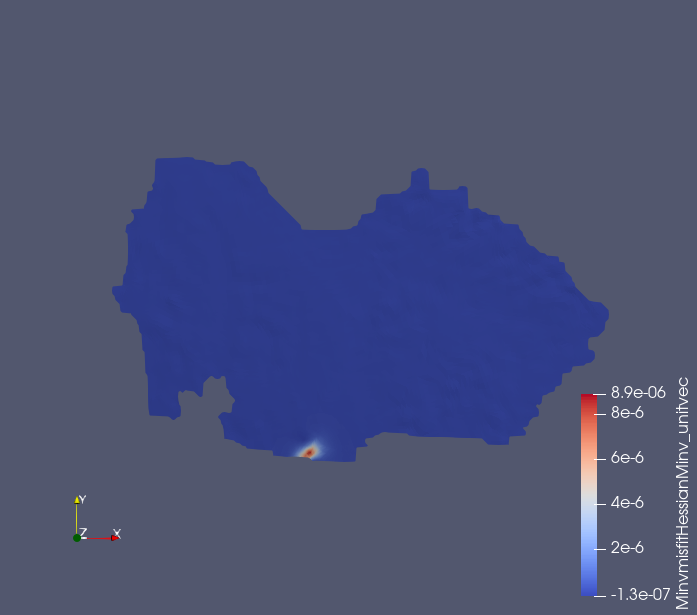 8.9e-06
8e-6
6e-6
4e-6
2e-6
-1.3e-07
MinvmisfitHessianMinv_unitvec
Y
Z
X